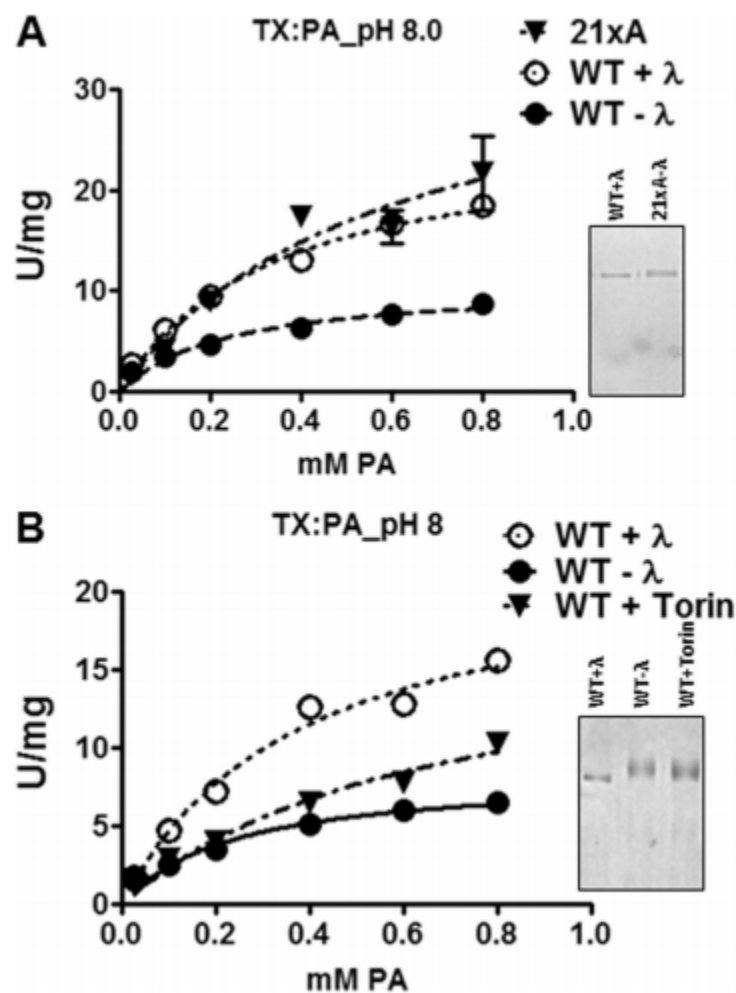 A
TX:PA_pH 8.0
21xA
WT + λ
WT - λ
30
20
10
0
U/mg
0.0 0.2 0.4 0.6 0.8 1.0
mM PA
WT+λ
21xA-λ
B
TX:PA_pH 8
WT + λ
WT - λ
WT + Torin
20
15
10
5
0
U/mg
0.0 0.2 0.4 0.6 0.8 1.0
mM PA
WT+λ
WT-λ
WT+Torin